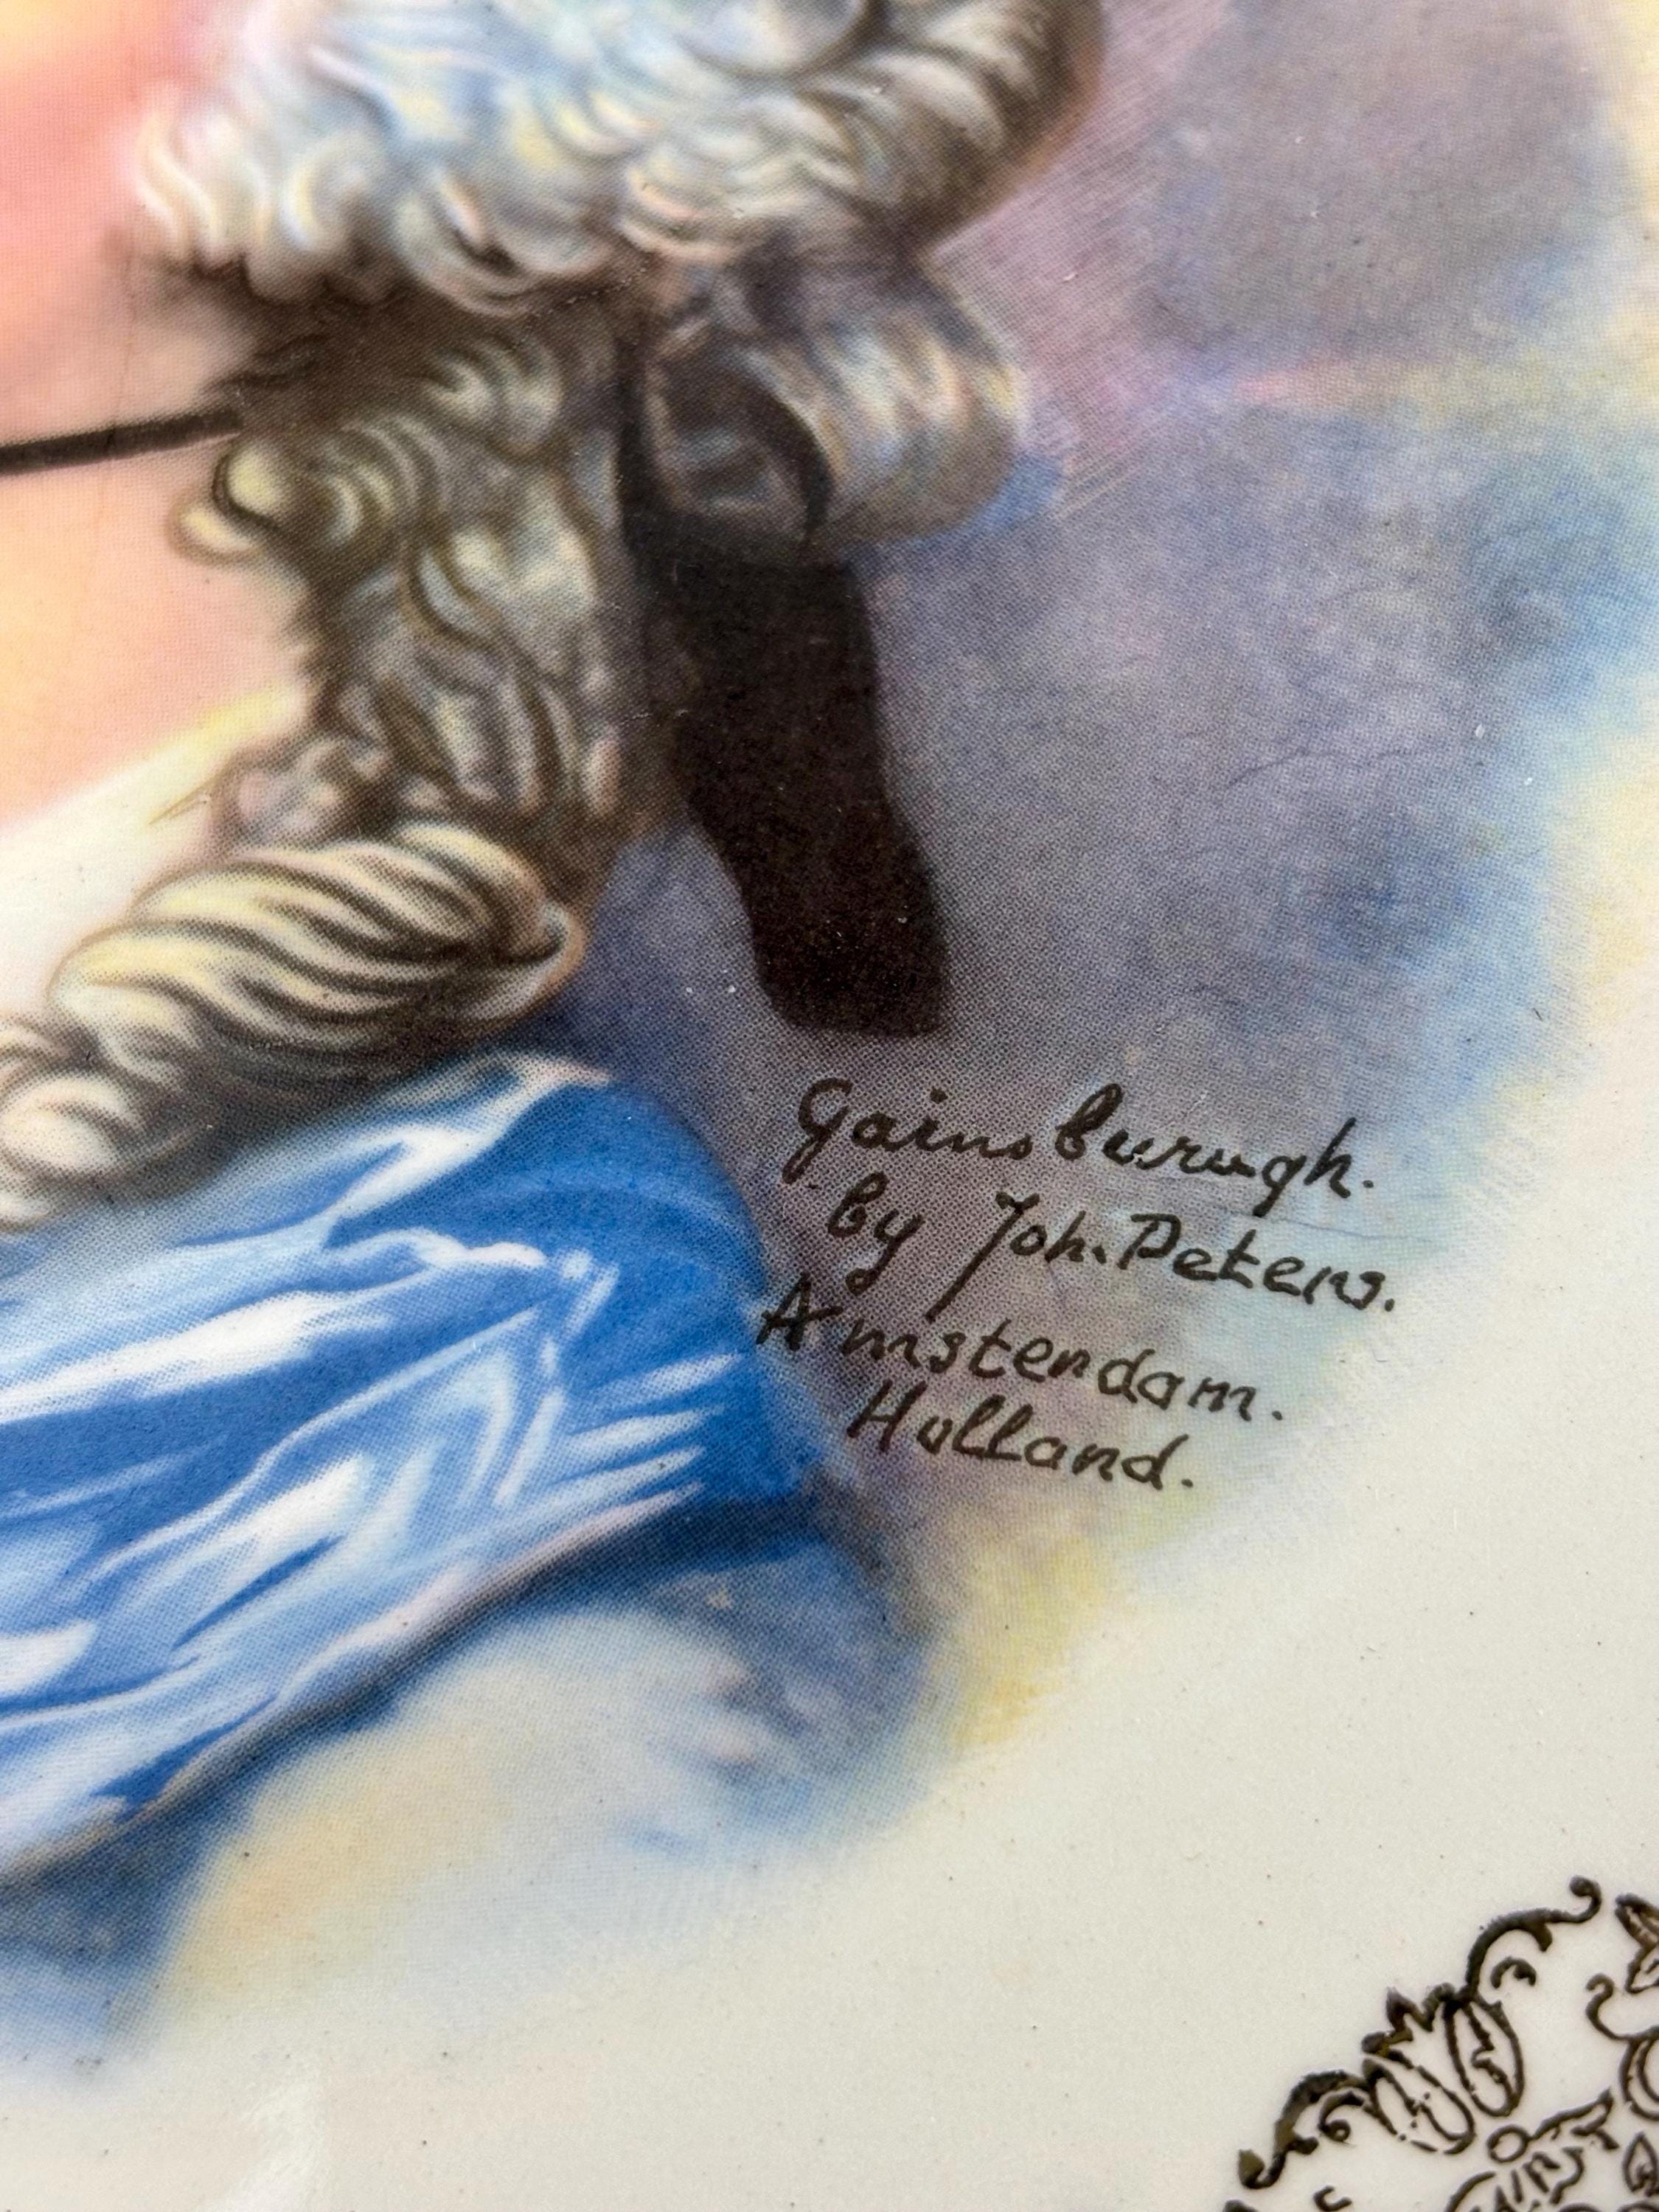 Gainsburugh.
by Joh. Peters.
Amsterdam.
Holland.